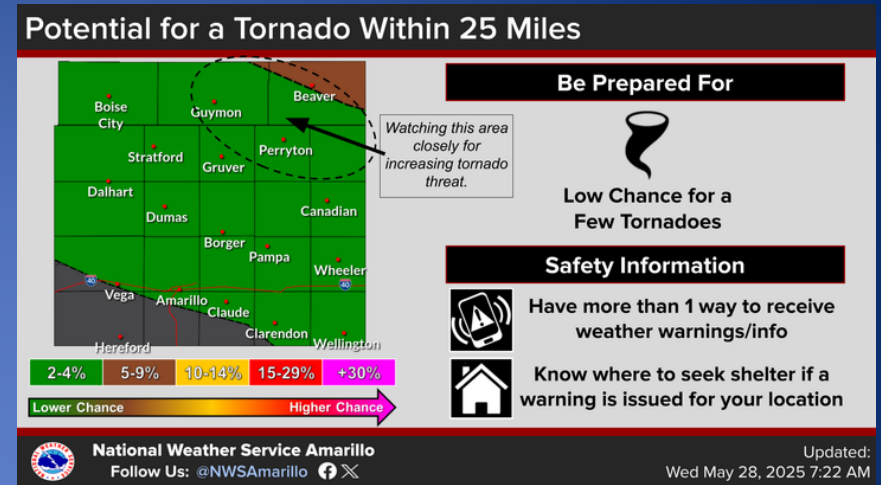 Potential for a Tornado Within 25 Miles
Boise
City
Guymon
Beaver
Stratford
Gruver
Perryton
Dalhart
Dumas
Canadian
Borger
Pampa
Wheeler
40
40
Vega
Amarillo
Claude
Clarendon
Hereford
Wellington
Watching this area
closely for
increasing tornado
threat.
2-4%
5-9%
10-14%
15-29%
+30%
Lower Chance
Higher Chance
Be Prepared For
Low Chance for a
Few Tornadoes
Safety Information
Have more than 1 way to receive
weather warnings/info
Know where to seek shelter if a
warning is issued for your location
National Weather Service Amarillo
Follow Us: @NWSAmarillo
Updated:
Wed May 28, 2025 7:22 AM